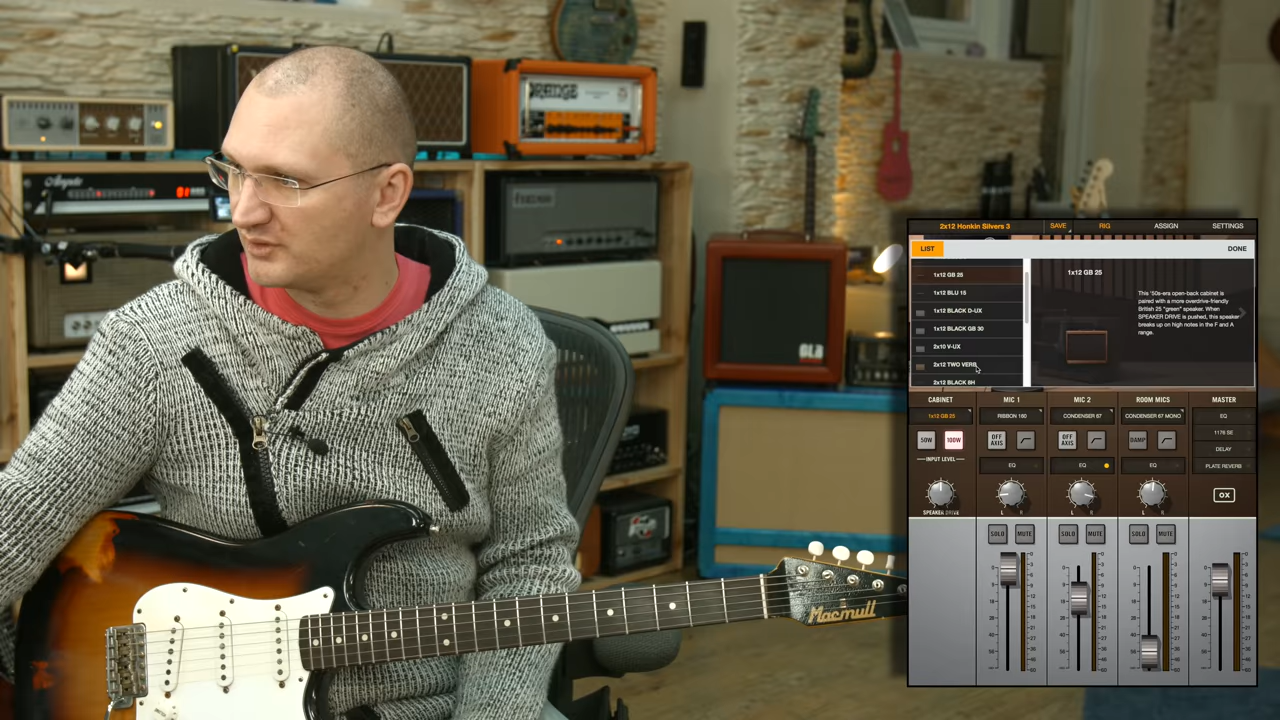 ORANGE
Ampete
GLB
Macmull
2x12 Honkin Silvers 3
SAVE
RIG
ASSIGN
SETTINGS
LIST
DONE
1x12 GB 25
1x12 BLU 15
1x12 BLACK D-UX
1x12 BLACK GB 30
2x10 V-UX
2x12 TWO VERB
2x12 BLACK 8H
1x12 GB 25
This '50s-era open-back cabinet is
paired with a more overdrive-friendly
British 25 "green" speaker. When
SPEAKER DRIVE is pushed, this speaker
breaks up on high notes in the F and A
range.
CABINET
MIC 1
MIC 2
ROOM MICS
MASTER
1x12 GB 25
RIBBON 160
CONDENSER 67
CONDENSER 67 MONO
EQ
50W
100W
OFF AXIS
OFF AXIS
DAMP
1176 SE
DELAY
INPUT LEVEL
EQ
EQ
EQ
PLATE REVERB
OX
SPEAKER DRIVE
L R
SOLO MUTE
SOLO MUTE
SOLO MUTE